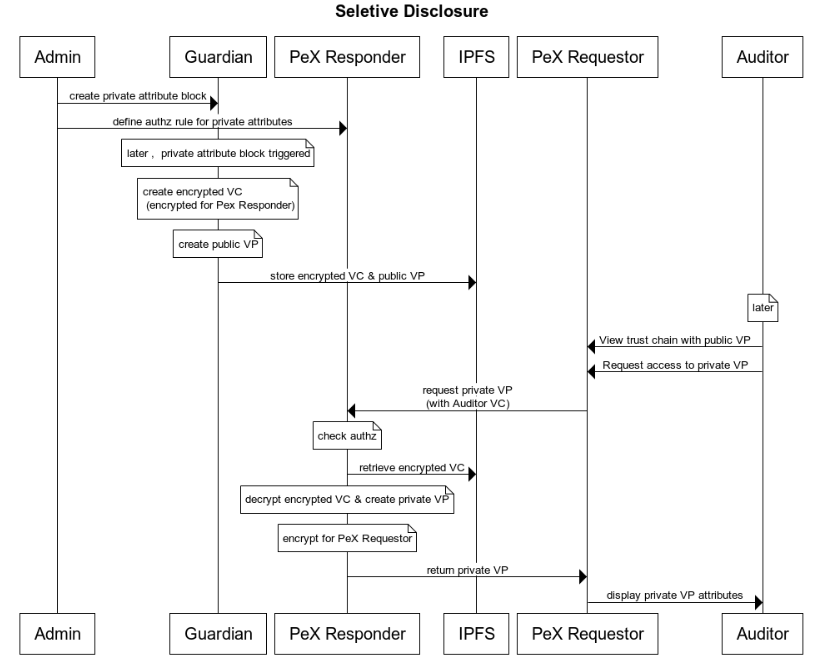 Seletive Disclosure
Admin Guardian PeX Responder IPFS PeX Requestor Auditor
create private attribute block
define authz rule for private attributes
later , private attribute block triggered
create encrypted VC
(encrypted for Pex Responder)
create public VP
store encrypted VC & public VP
later
View trust chain with public VP
Request access to private VP
request private VP
(with Auditor VC)
check authz
retrieve encrypted VC
decrypt encrypted VC & create private VP
encrypt for PeX Requestor
return private VP
display private VP attributes
Admin Guardian PeX Responder IPFS PeX Requestor Auditor